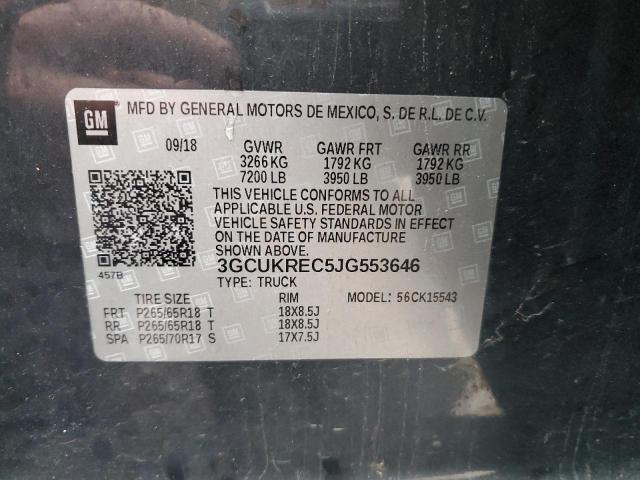 GM
MFD BY GENERAL MOTORS DE MEXICO, S. DE R.L. DE C.V.
09/18 GVWR GAWR FRT GAWR RR
3266 KG 1792 KG 1792 KG
7200 LB 3950 LB 3950 LB
THIS VEHICLE CONFORMS TO ALL
APPLICABLE U.S. FEDERAL MOTOR
VEHICLE SAFETY STANDARDS IN EFFECT
ON THE DATE OF MANUFACTURE
SHOWN ABOVE.
457B
3GCUKREC5JG553646
TYPE: TRUCK
TIRE SIZE RIM MODEL: 56CK15543
FRT P265/65R18 T 18X8.5J
RR P265/65R18 T 18X8.5J
SPA P265/70R17 S 17X7.5J